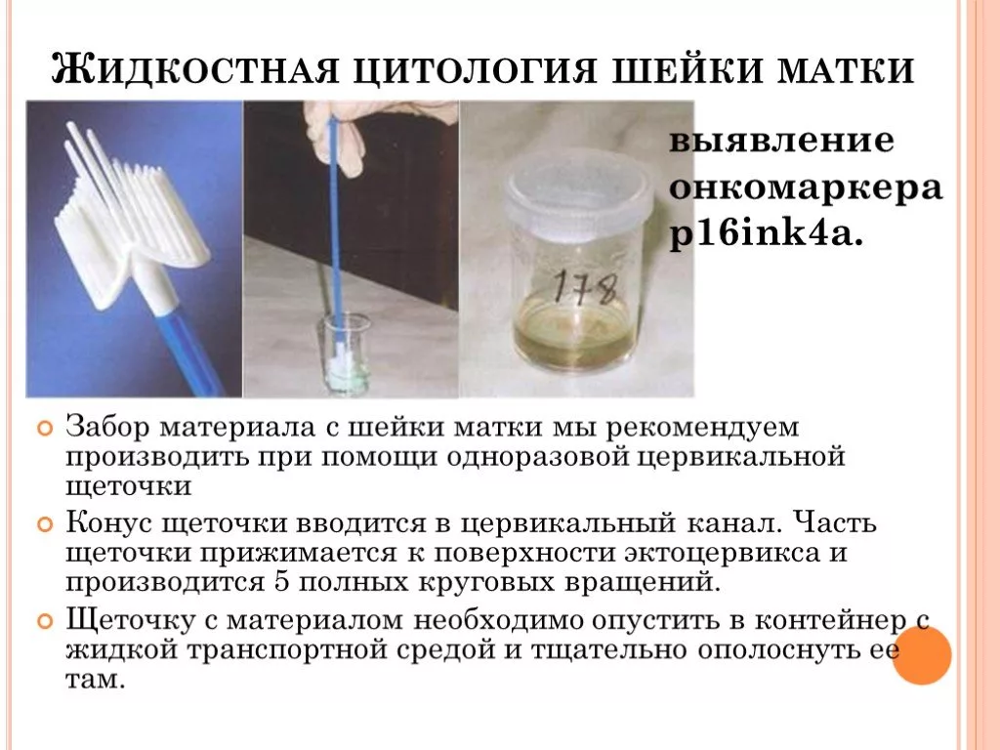 Жидкостная цитология шейки матки
выявление
онкомаркера
p16ink4a.
178
Забор материала с шейки матки мы рекомендуем
производить при помощи одноразовой цервикальной
щеточки
Конус щеточки вводится в цервикальный канал. Часть
щеточки прижимается к поверхности эктоцервикса и
производится 5 полных круговых вращений.
Щеточку с материалом необходимо опустить в контейнер с
жидкой транспортной средой и тщательно ополоснуть ее
там.